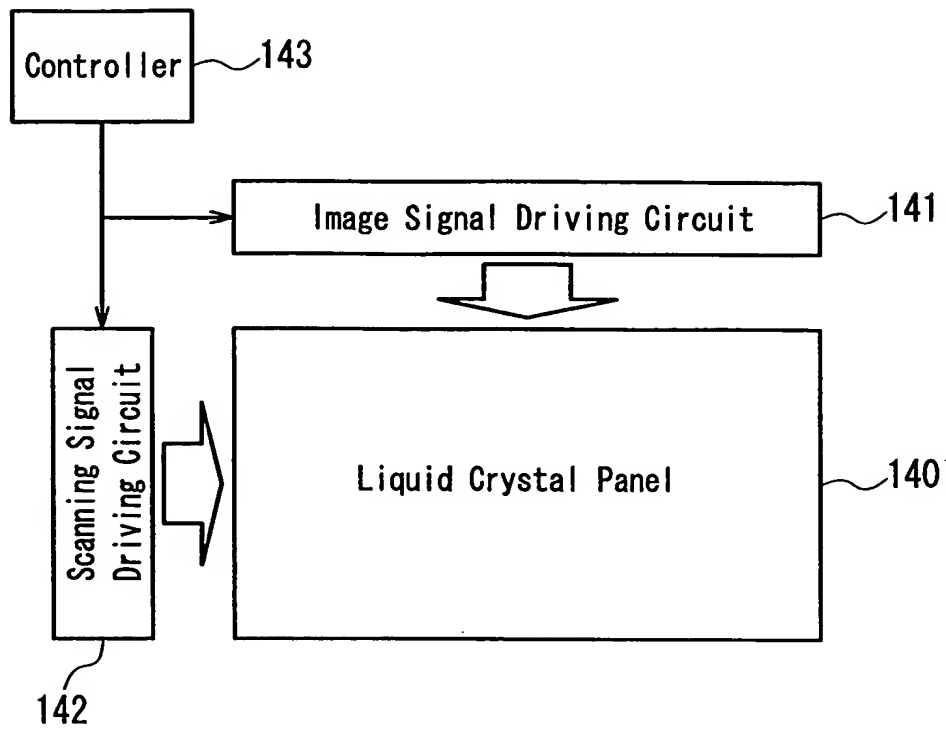 Controller
143
Image Signal Driving Circuit
141
Scanning Signal
Driving Circuit
Liquid Crystal Panel
140
142